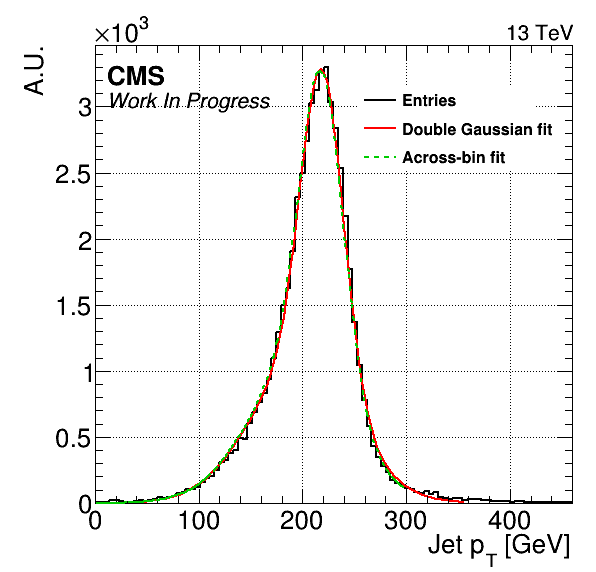 ×10³
13 TeV
A.U.
CMS
Work In Progress
Entries
Double Gaussian fit
Across-bin fit
3
2.5
2
1.5
1
0.5
0
0 100 200 300 400
Jet p_T [GeV]